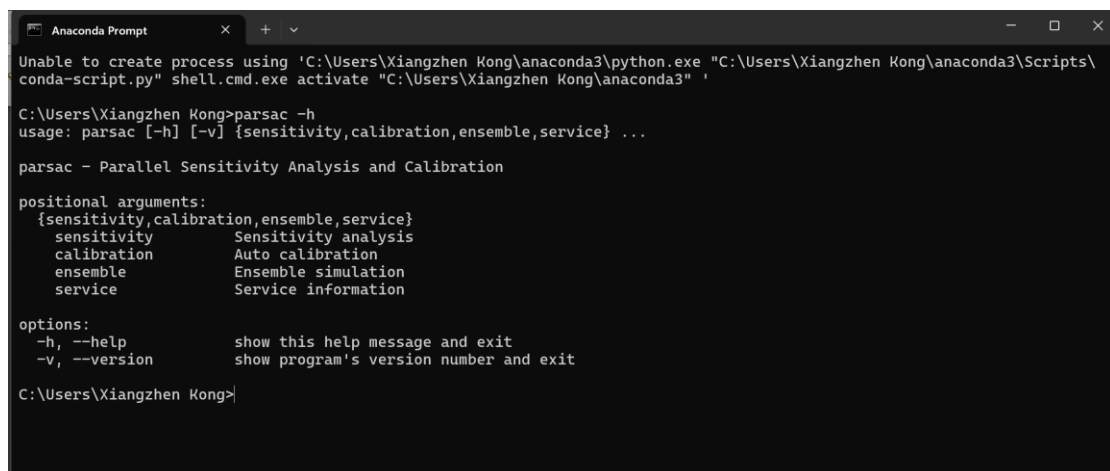 Anaconda Prompt
Unable to create process using 'C:\Users\Xiangzhen Kong\anaconda3\python.exe "C:\Users\Xiangzhen Kong\anaconda3\Scripts\
conda-script.py" shell.cmd.exe activate "C:\Users\Xiangzhen Kong\anaconda3" '
C:\Users\Xiangzhen Kong>parsac -h
usage: parsac [-h] [-v] {sensitivity,calibration,ensemble,service} ...
parsac - Parallel Sensitivity Analysis and Calibration
positional arguments:
{sensitivity,calibration,ensemble,service}
sensitivity Sensitivity analysis
calibration Auto calibration
ensemble Ensemble simulation
service Service information
options:
-h, --help show this help message and exit
-v, --version show program's version number and exit
C:\Users\Xiangzhen Kong>